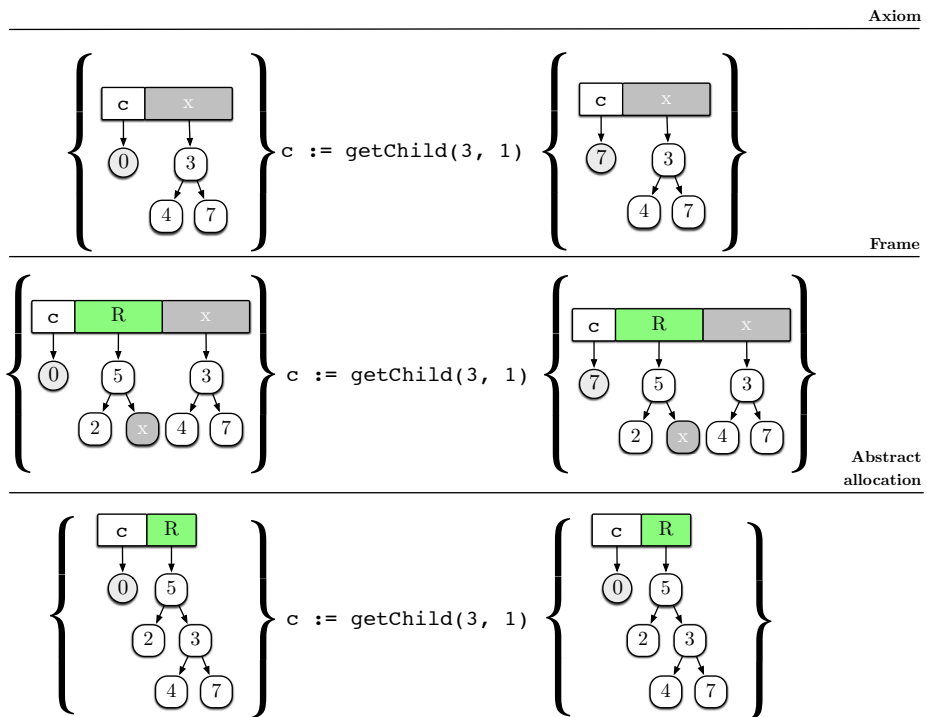 Axiom
c x
c x
0 3
c := getChild(3, 1)
7 3
4 7
4 7
Frame
c R x
c R x
0 5 3
c := getChild(3, 1)
7 5 3
2 x 4 7
2 x 4 7
Abstract
allocation
c R
c R
0 5
0 5
c := getChild(3, 1)
2 3
2 3
4 7
4 7